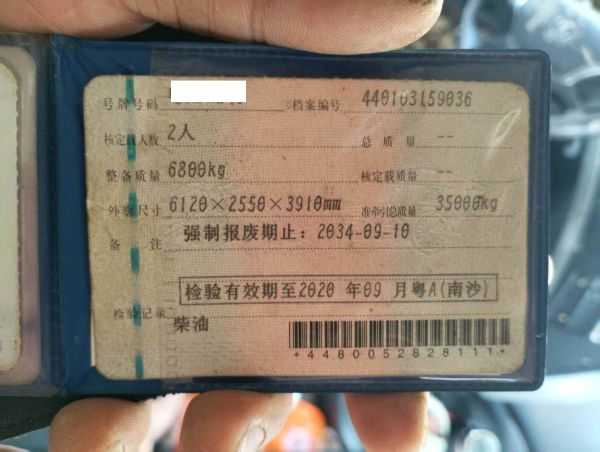 号牌号码 档案编号 440103159036
核定载人数 2人 总质量 --
整备质量 6800kg 核定载质量 --
外廓尺寸 6120×2550×3910mm 准牵引总质量 35000kg
备注 强制报废期止：2034-09-10
检验有效期至2020 年09 月粤A(南沙)
检验记录
柴油
*4480052828111*